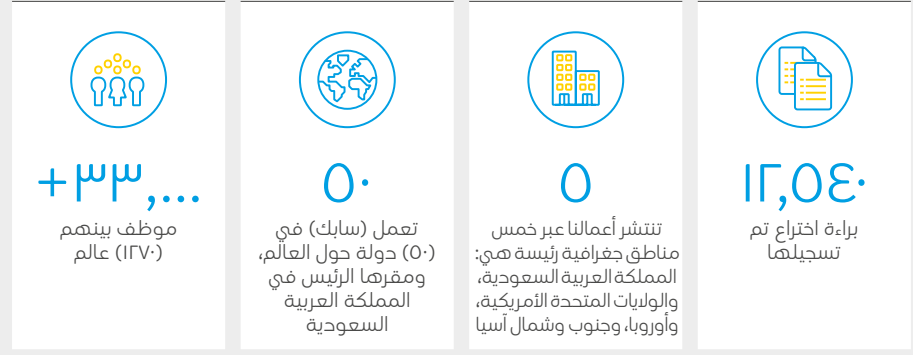 ١٢,٥٤٠
براءة اختراع تم
تسجيلها
٥
تنتشر أعمالنا عبر خمس
مناطق جغرافية رئيسة هي:
المملكة العربية السعودية،
والولايات المتحدة الأمريكية،
وأوروبا، وجنوب وشمال آسيا
٥٠
تعمل (سابك) في
(٥٠) دولة حول العالم،
ومقرها الرئيس في
المملكة العربية
السعودية
+٣٣,٠٠٠
موظف بينهم
(١٢٧٠) عالم